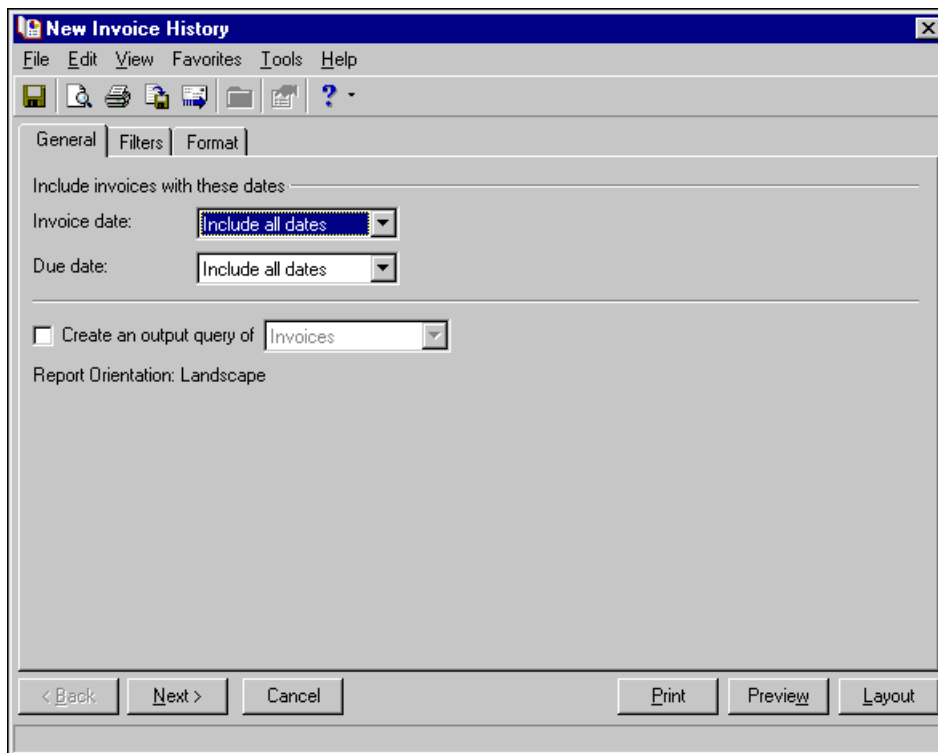 New Invoice History
File Edit View Favorites Tools Help
General Filters Format
Include invoices with these dates
Invoice date: Include all dates
Due date: Include all dates
Create an output query of Invoices
Report Orientation: Landscape
< Back Next > Cancel Print Preview Layout